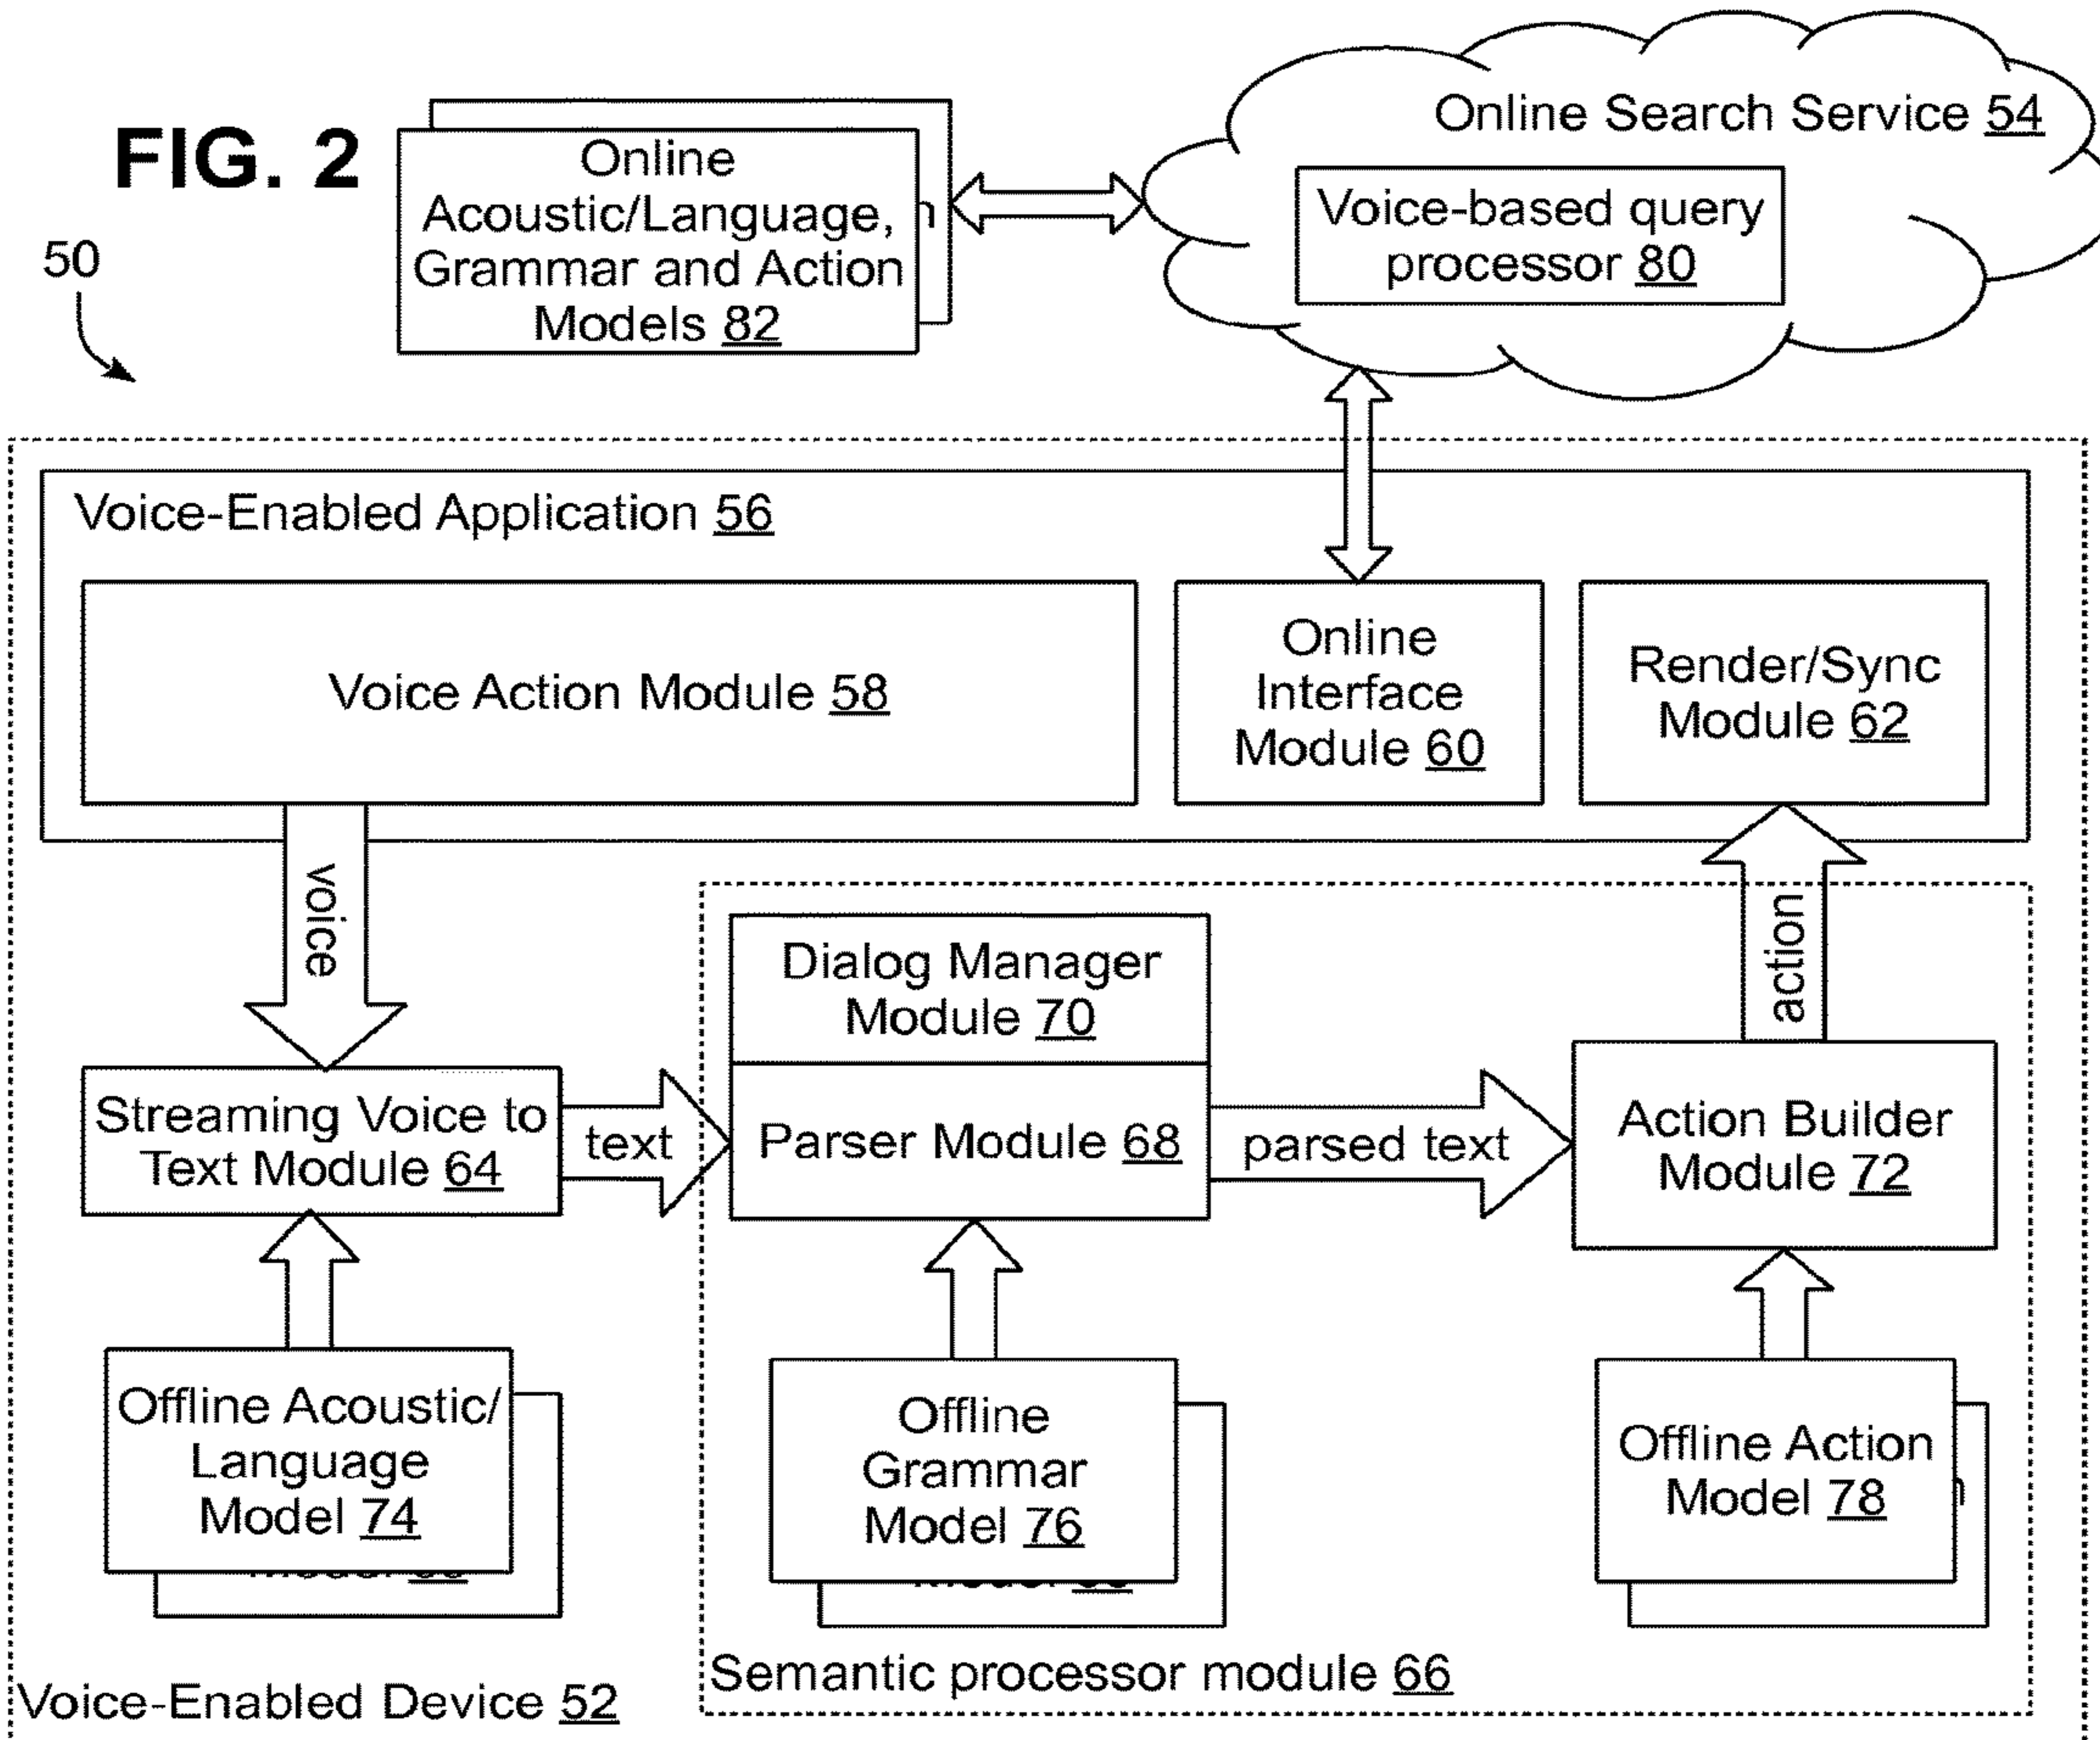 FIG. 2
50
Online
Acoustic/Language,
Grammar and Action
Models 82
Online Search Service 54
Voice-based query
processor 80
Voice-Enabled Application 56
Voice Action Module 58
Online
Interface
Module 60
Render/Sync
Module 62
voice
action
Dialog Manager
Module 70
Streaming Voice to
Text Module 64
text
Parser Module 68
parsed text
Action Builder
Module 72
Offline Acoustic/
Language
Model 74
Offline
Grammar
Model 76
Offline Action
Model 78
Semantic processor module 66
Voice-Enabled Device 52